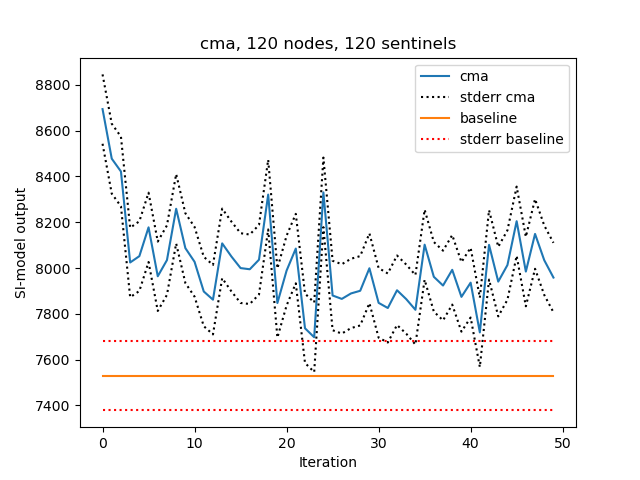 cma, 120 nodes, 120 sentinels
SI-model output
8800
8600
8400
8200
8000
7800
7600
7400
cma
stderr cma
baseline
stderr baseline
0 10 20 30 40 50
Iteration